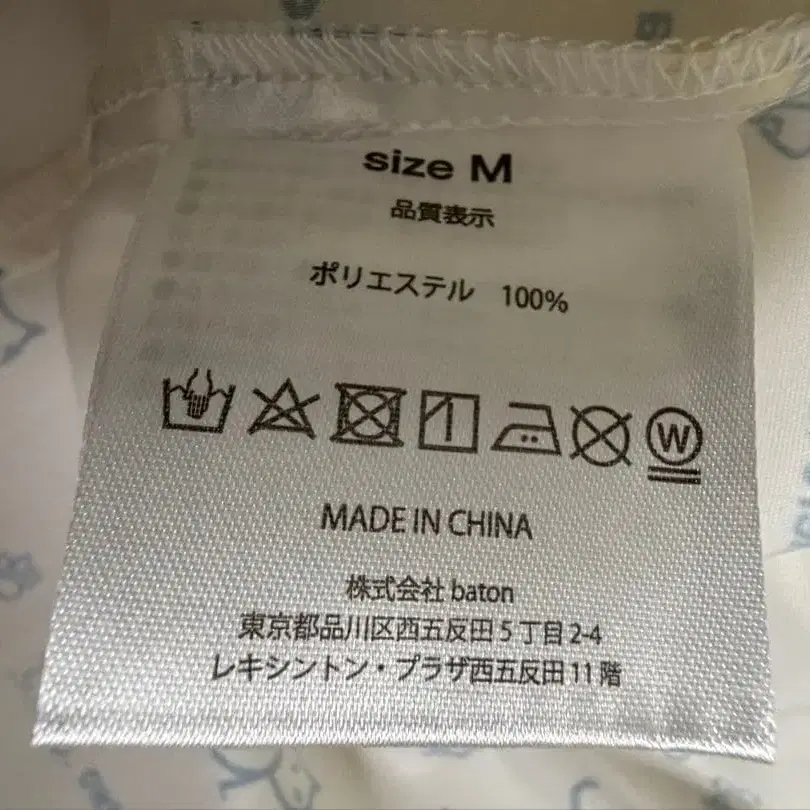 size M
品質表示
ポリエステル 100%
W
MADE IN CHINA
株式会社 baton
東京都品川区西五反田5丁目2-4
レキシントン・プラザ西五反田11階